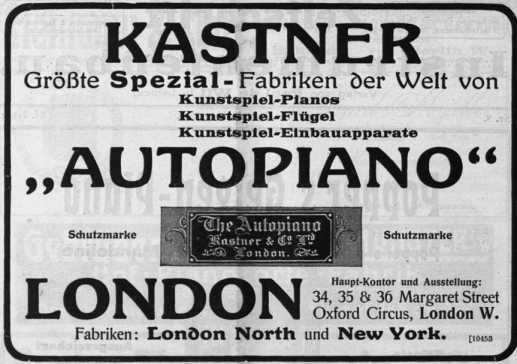 KASTNER
Größte Spezial-Fabriken der Welt von
Kunstspiel-Pianos
Kunstspiel-Flügel
Kunstspiel-Einbauapparate
„AUTOPIANO“
Schutzmarke
The Autopiano
Kastner & Co. Ltd
London.
Schutzmarke
LONDON
Haupt-Kontor und Ausstellung:
34, 35 & 36 Margaret Street
Oxford Circus, London W.
Fabriken: London North und New York.
[10453